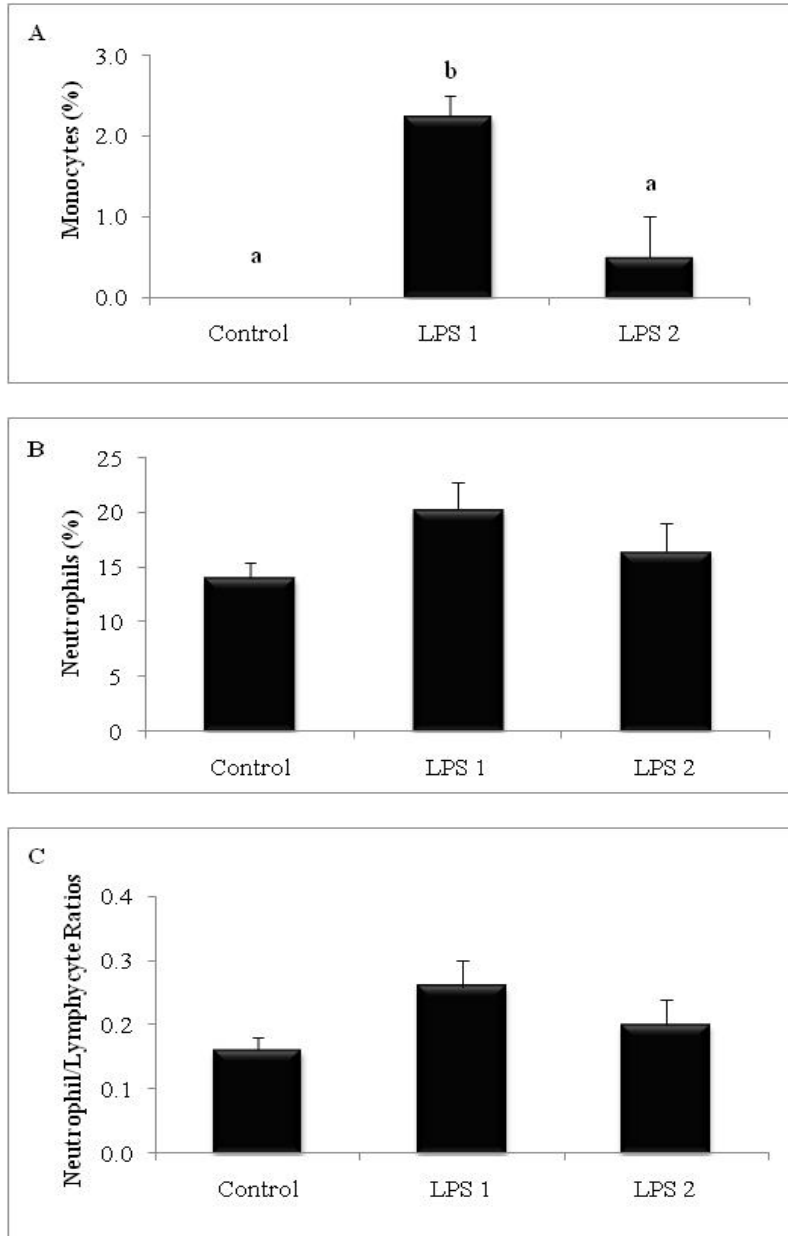 A
Monocytes (%)
3.0
2.0
1.0
0.0
a
b
a
Control LPS 1 LPS 2
B
Neutrophils (%)
25
20
15
10
5
0
Control LPS 1 LPS 2
C
Neutrophil/Lymphycyte Ratios
0.4
0.3
0.2
0.1
0.0
Control LPS 1 LPS 2